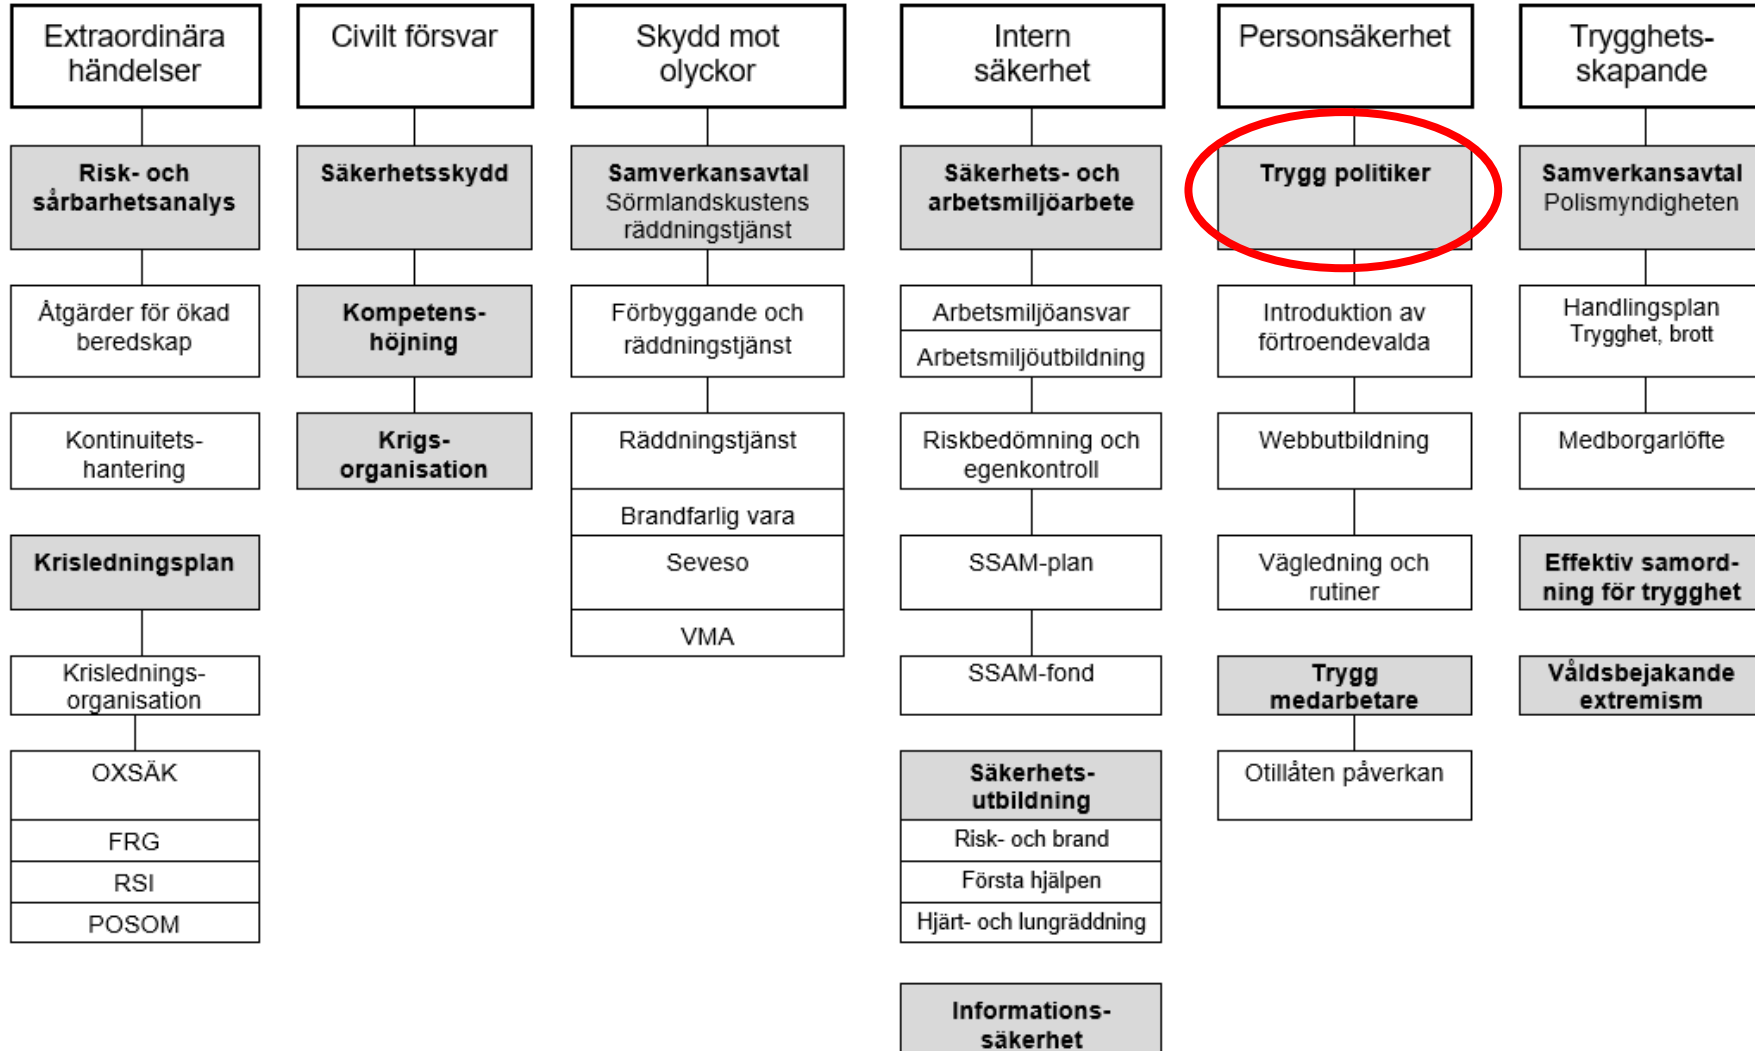 Extraordinära
händelser
Risk- och
sårbarhetsanalys
Åtgärder för ökad
beredskap
Kontinuitets-
hantering
Krisledningsplan
Krislednings-
organisation
OXSÄK
FRG
RSI
POSOM
Civilt försvar
Säkerhetsskydd
Kompetens-
höjning
Krigs-
organisation
Skydd mot
olyckor
Samverkansavtal
Sörmlandskustens
räddningstjänst
Förbyggande och
räddningstjänst
Räddningstjänst
Brandfarlig vara
Seveso
VMA
Intern
säkerhet
Säkerhets- och
arbetsmiljöarbete
Arbetsmiljöansvar
Arbetsmiljöutbildning
Riskbedömning och
egenkontroll
SSAM-plan
SSAM-fond
Säkerhets-
utbildning
Risk- och brand
Första hjälpen
Hjärt- och lungräddning
Informations-
säkerhet
Personsäkerhet
Trygg politiker
Introduktion av
förtroendevalda
Webbutbildning
Vägledning och
rutiner
Trygg
medarbetare
Otillåten påverkan
Trygghets-
skapande
Samverkansavtal
Polismyndigheten
Handlingsplan
Trygghet, brott
Medborgarlöfte
Effektiv samord-
ning för trygghet
Våldsbejakande
extremism